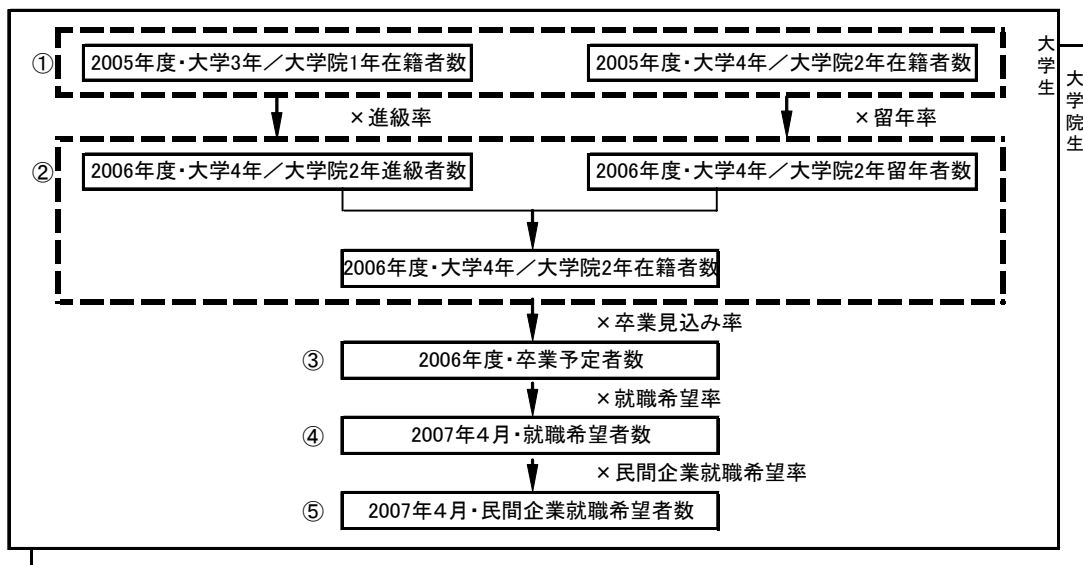 ①
2005年度・大学3年／大学院1年在籍者数
2005年度・大学4年／大学院2年在籍者数
大学生
大学院生
×進級率
×留年率
②
2006年度・大学4年／大学院2年進級者数
2006年度・大学4年／大学院2年留年者数
2006年度・大学4年／大学院2年在籍者数
×卒業見込み率
③
2006年度・卒業予定者数
×就職希望率
④
2007年４月・就職希望者数
×民間企業就職希望率
⑤
2007年４月・民間企業就職希望者数